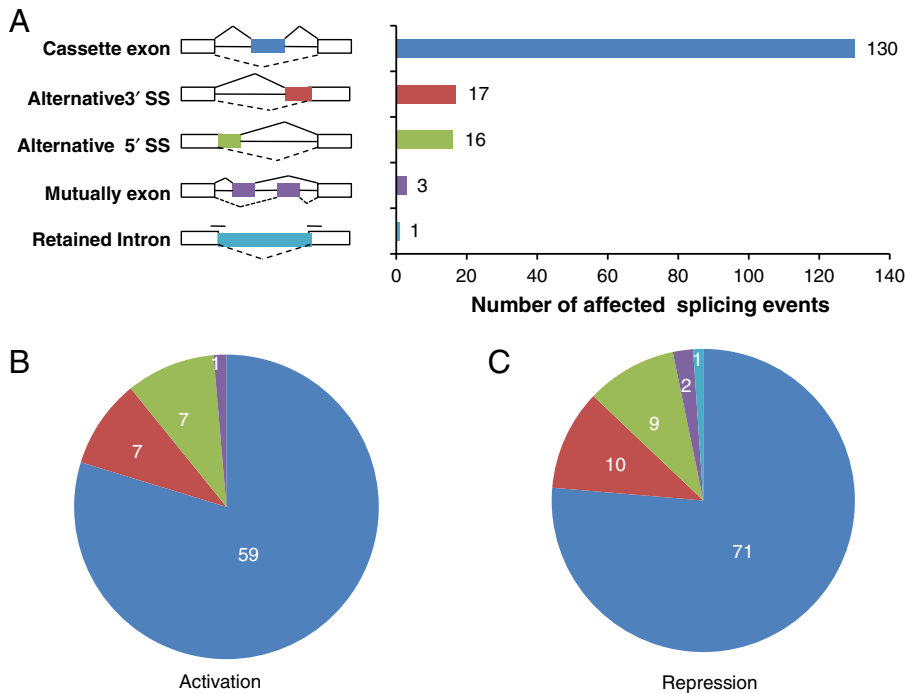 A
Cassette exon
130
Alternative3′ SS
17
Alternative 5′ SS
16
Mutually exon
3
Retained Intron
1
0 20 40 60 80 100 120 140
Number of affected splicing events
B
1
7
7
59
Activation
C
1
2
9
10
71
Repression